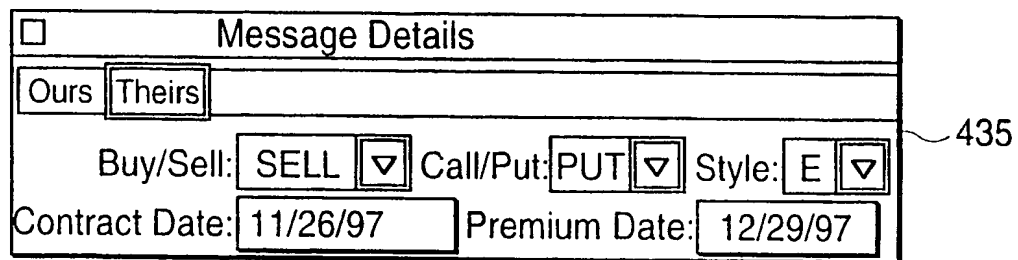 Message Details
Ours Theirs
435
Buy/Sell: SELL Call/Put: PUT Style: E
Contract Date: 11/26/97 Premium Date: 12/29/97